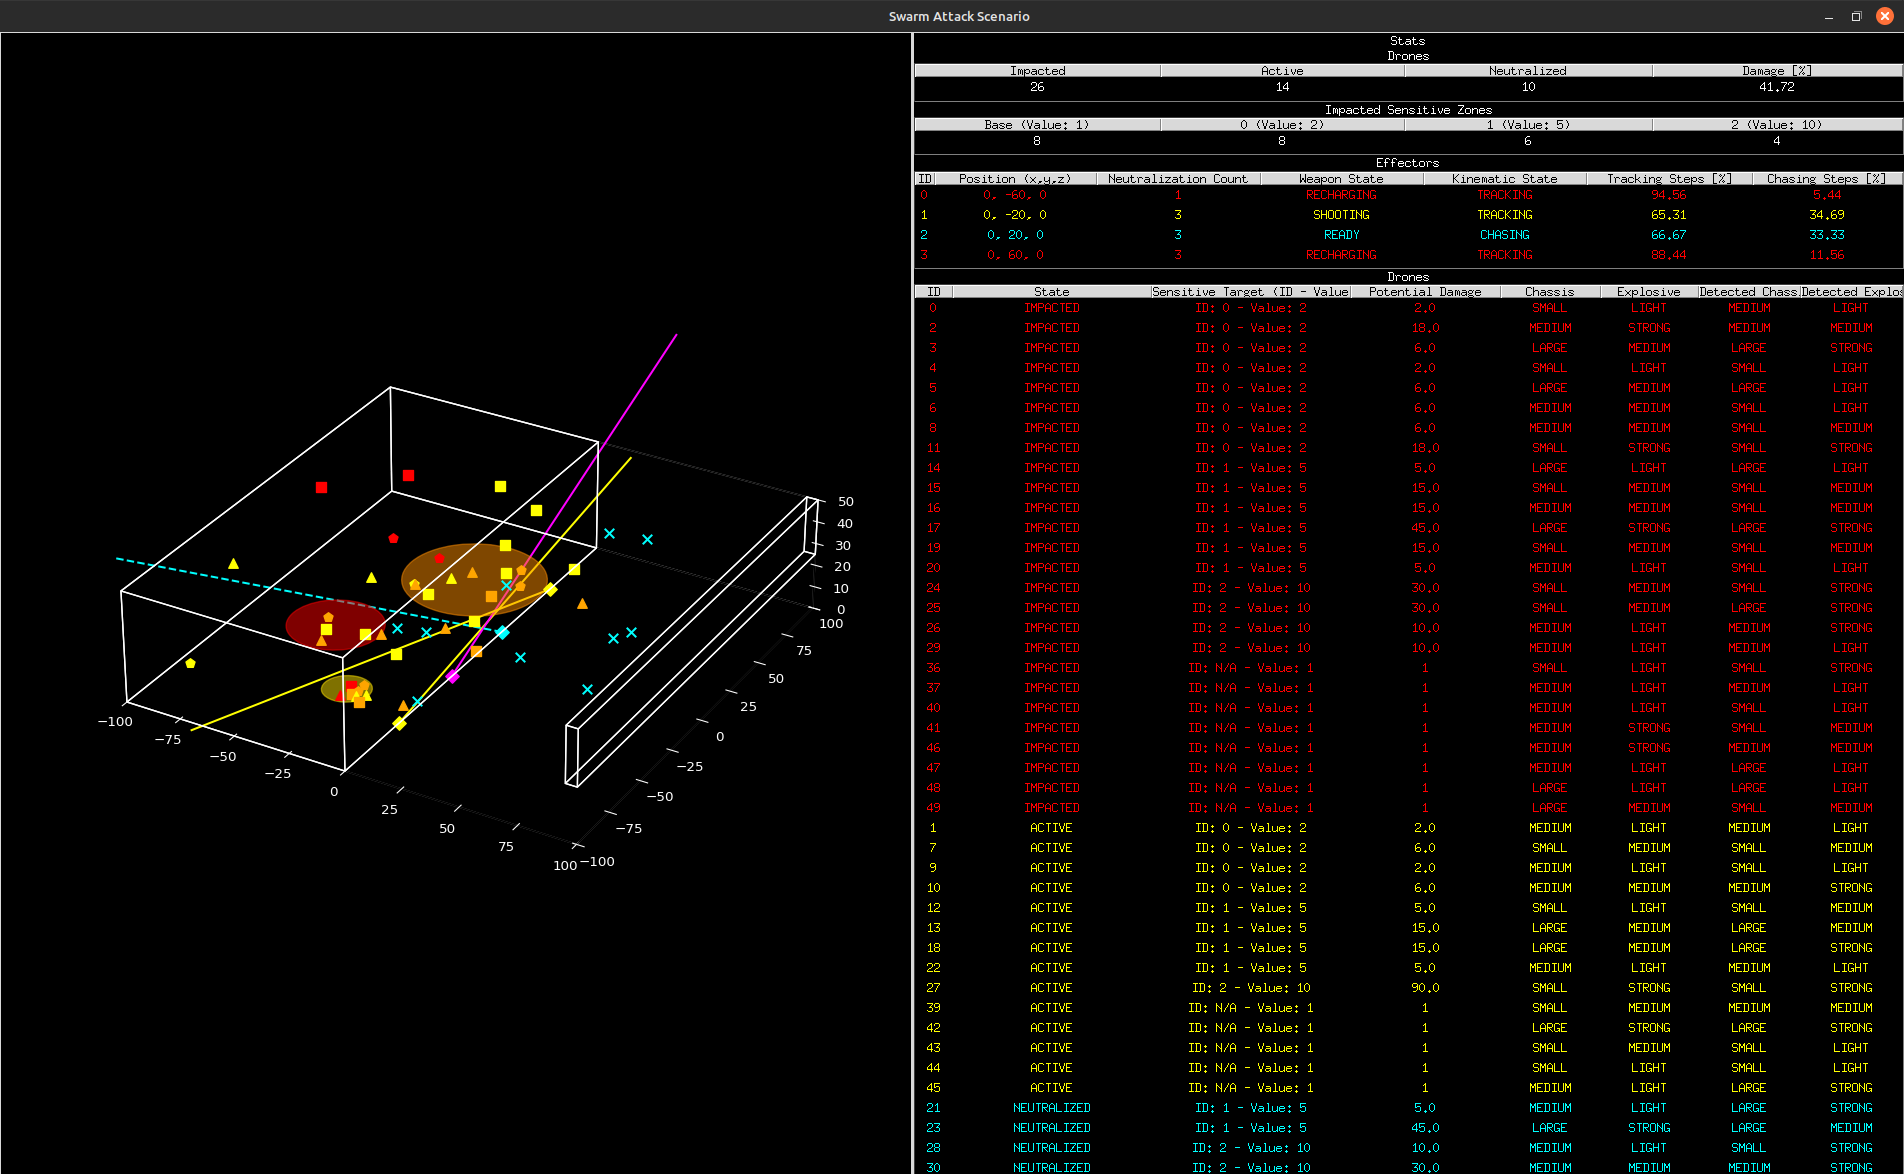 Swarm Attack Scenario
50
40
30
20
10
0
100
75
50
25
0
−25
−50
−75
−100
−100
−75
−50
−25
0
25
50
75
100
Stats
Drones
Impacted Active Neutralized Damage [%]
26 14 10 41.72
Impacted Sensitive Zones
Base (Value: 1) 0 (Value: 2) 1 (Value: 5) 2 (Value: 10)
8 8 6 4
Effectors
ID Position (x,y,z) Neutralization Count Weapon State Kinematic State Tracking Steps [%] Chasing Steps [%]
0 0, -60, 0 1 RECHARGING TRACKING 94.56 5.44
1 0, -20, 0 3 SHOOTING TRACKING 65.31 34.69
2 0, 20, 0 3 READY CHASING 66.67 33.33
3 0, 60, 0 3 RECHARGING TRACKING 88.44 11.56
Drones
ID State Sensitive Target (ID - Value Potential Damage Chassis Explosive Detected Chass Detected Explos
0 IMPACTED ID: 0 - Value: 2 2.0 SMALL LIGHT MEDIUM LIGHT
2 IMPACTED ID: 0 - Value: 2 18.0 MEDIUM STRONG MEDIUM MEDIUM
3 IMPACTED ID: 0 - Value: 2 6.0 LARGE MEDIUM LARGE STRONG
4 IMPACTED ID: 0 - Value: 2 2.0 SMALL LIGHT SMALL LIGHT
5 IMPACTED ID: 0 - Value: 2 6.0 LARGE MEDIUM LARGE LIGHT
6 IMPACTED ID: 0 - Value: 2 6.0 MEDIUM MEDIUM SMALL LIGHT
8 IMPACTED ID: 0 - Value: 2 6.0 MEDIUM MEDIUM SMALL MEDIUM
11 IMPACTED ID: 0 - Value: 2 18.0 SMALL STRONG SMALL STRONG
14 IMPACTED ID: 1 - Value: 5 5.0 LARGE LIGHT LARGE LIGHT
15 IMPACTED ID: 1 - Value: 5 15.0 SMALL MEDIUM SMALL MEDIUM
16 IMPACTED ID: 1 - Value: 5 15.0 MEDIUM MEDIUM SMALL LIGHT
17 IMPACTED ID: 1 - Value: 5 45.0 LARGE STRONG LARGE STRONG
19 IMPACTED ID: 1 - Value: 5 15.0 SMALL MEDIUM SMALL MEDIUM
20 IMPACTED ID: 1 - Value: 5 5.0 MEDIUM LIGHT SMALL LIGHT
24 IMPACTED ID: 2 - Value: 10 30.0 SMALL MEDIUM SMALL STRONG
25 IMPACTED ID: 2 - Value: 10 30.0 LARGE MEDIUM SMALL STRONG
26 IMPACTED ID: 2 - Value: 10 10.0 MEDIUM LIGHT MEDIUM STRONG
29 IMPACTED ID: 2 - Value: 10 10.0 MEDIUM LIGHT MEDIUM LIGHT
36 IMPACTED ID: N/A - Value: 1 1 SMALL LIGHT SMALL STRONG
37 IMPACTED ID: N/A - Value: 1 1 MEDIUM LIGHT MEDIUM LIGHT
40 IMPACTED ID: N/A - Value: 1 1 MEDIUM LIGHT SMALL LIGHT
41 IMPACTED ID: N/A - Value: 1 1 MEDIUM STRONG SMALL MEDIUM
46 IMPACTED ID: N/A - Value: 1 1 MEDIUM STRONG MEDIUM MEDIUM
47 IMPACTED ID: N/A - Value: 1 1 MEDIUM LIGHT LARGE LIGHT
48 IMPACTED ID: N/A - Value: 1 1 LARGE LIGHT LARGE LIGHT
49 IMPACTED ID: N/A - Value: 1 1 LARGE MEDIUM SMALL MEDIUM
1 ACTIVE ID: 0 - Value: 2 2.0 MEDIUM LIGHT MEDIUM LIGHT
7 ACTIVE ID: 0 - Value: 2 6.0 SMALL MEDIUM SMALL MEDIUM
9 ACTIVE ID: 0 - Value: 2 2.0 MEDIUM LIGHT SMALL LIGHT
10 ACTIVE ID: 0 - Value: 2 6.0 MEDIUM MEDIUM MEDIUM STRONG
12 ACTIVE ID: 1 - Value: 5 5.0 SMALL LIGHT SMALL MEDIUM
13 ACTIVE ID: 1 - Value: 5 15.0 LARGE MEDIUM LARGE MEDIUM
18 ACTIVE ID: 1 - Value: 5 15.0 LARGE MEDIUM LARGE STRONG
22 ACTIVE ID: 1 - Value: 5 5.0 MEDIUM LIGHT MEDIUM LIGHT
27 ACTIVE ID: 2 - Value: 10 90.0 SMALL STRONG SMALL STRONG
39 ACTIVE ID: N/A - Value: 1 1 SMALL MEDIUM MEDIUM MEDIUM
42 ACTIVE ID: N/A - Value: 1 1 LARGE STRONG LARGE STRONG
43 ACTIVE ID: N/A - Value: 1 1 SMALL MEDIUM SMALL LIGHT
44 ACTIVE ID: N/A - Value: 1 1 SMALL LIGHT SMALL LIGHT
45 ACTIVE ID: N/A - Value: 1 1 MEDIUM LIGHT LARGE STRONG
21 NEUTRALIZED ID: 1 - Value: 5 5.0 MEDIUM LIGHT LARGE STRONG
23 NEUTRALIZED ID: 1 - Value: 5 45.0 LARGE STRONG LARGE MEDIUM
28 NEUTRALIZED ID: 2 - Value: 10 10.0 MEDIUM LIGHT SMALL STRONG
30 NEUTRALIZED ID: 2 - Value: 10 30.0 MEDIUM MEDIUM MEDIUM STRONG